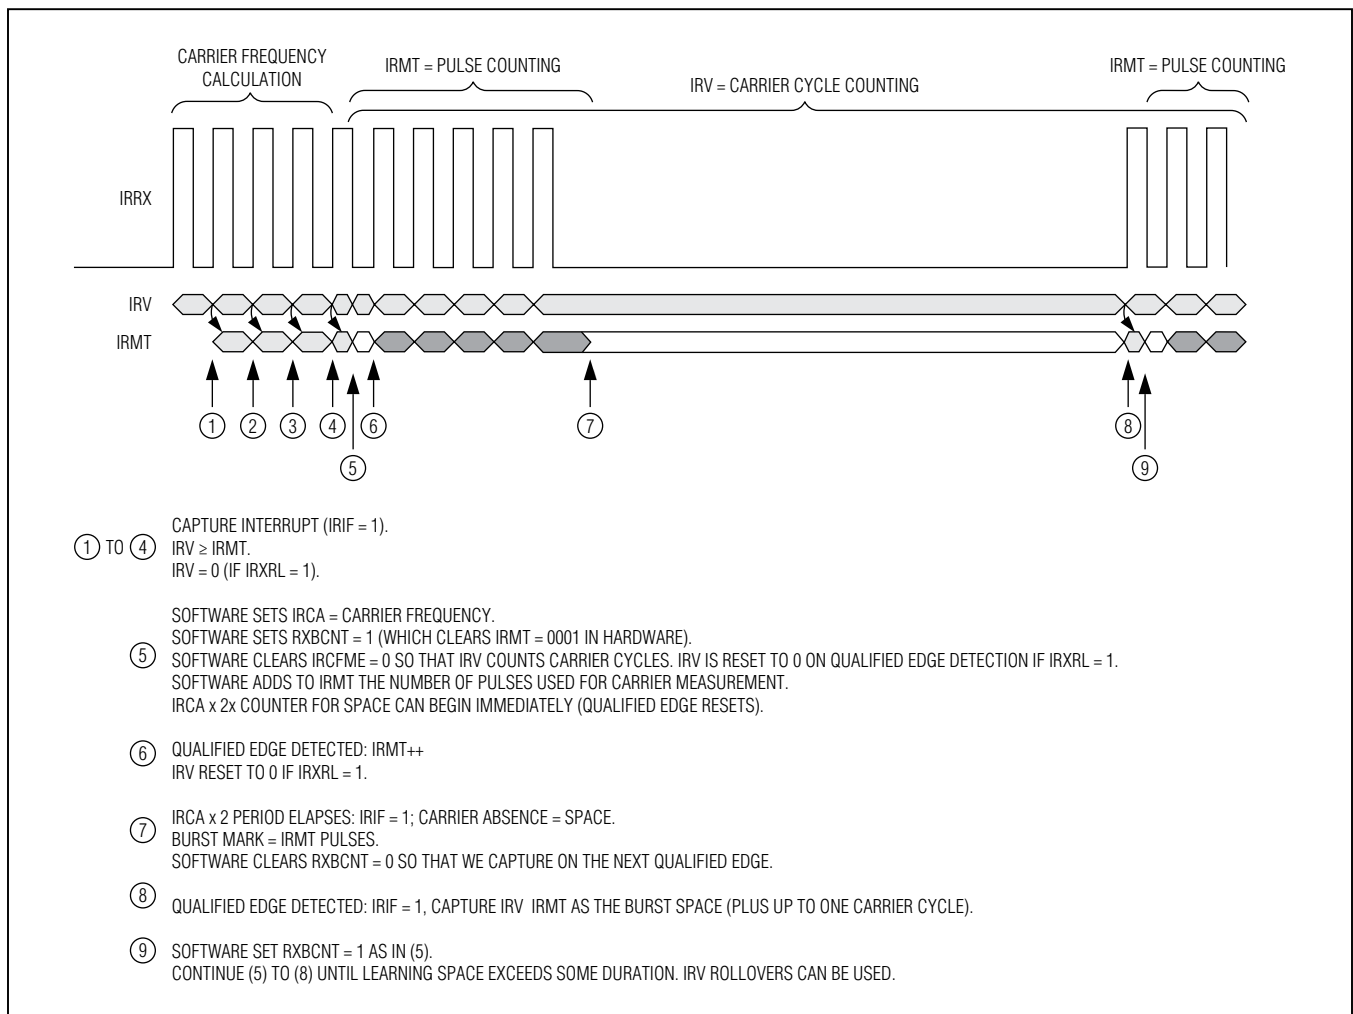 CARRIER FREQUENCY
CALCULATION
IRMT = PULSE COUNTING
IRV = CARRIER CYCLE COUNTING
IRMT = PULSE COUNTING
IRRX
IRV
IRMT
1
2
3
4
6
7
8
5
9
1 TO 4
CAPTURE INTERRUPT (IRIF = 1).
IRV ≥ IRMT.
IRV = 0 (IF IRXRL = 1).
5
SOFTWARE SETS IRCA = CARRIER FREQUENCY.
SOFTWARE SETS RXBCNT = 1 (WHICH CLEARS IRMT = 0001 IN HARDWARE).
SOFTWARE CLEARS IRCFME = 0 SO THAT IRV COUNTS CARRIER CYCLES. IRV IS RESET TO 0 ON QUALIFIED EDGE DETECTION IF IRXRL = 1.
SOFTWARE ADDS TO IRMT THE NUMBER OF PULSES USED FOR CARRIER MEASUREMENT.
IRCA x 2x COUNTER FOR SPACE CAN BEGIN IMMEDIATELY (QUALIFIED EDGE RESETS).
6
QUALIFIED EDGE DETECTED: IRMT++
IRV RESET TO 0 IF IRXRL = 1.
7
IRCA x 2 PERIOD ELAPSES: IRIF = 1; CARRIER ABSENCE = SPACE.
BURST MARK = IRMT PULSES.
SOFTWARE CLEARS RXBCNT = 0 SO THAT WE CAPTURE ON THE NEXT QUALIFIED EDGE.
8
QUALIFIED EDGE DETECTED: IRIF = 1, CAPTURE IRV  IRMT AS THE BURST SPACE (PLUS UP TO ONE CARRIER CYCLE).
9
SOFTWARE SET RXBCNT = 1 AS IN (5).
CONTINUE (5) TO (8) UNTIL LEARNING SPACE EXCEEDS SOME DURATION. IRV ROLLOVERS CAN BE USED.